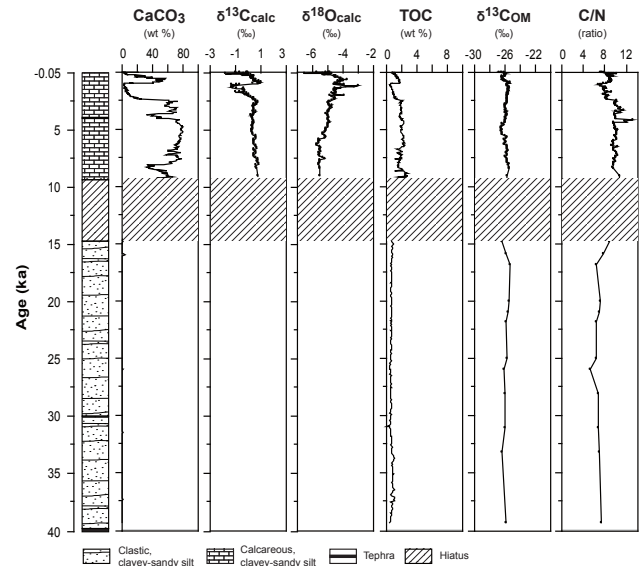 CaCO3 δ13Ccalc δ18Ocalc TOC δ13COM C/N
(wt %) (‰) (‰) (wt %) (‰) (ratio)
0 40 80 -3 -1 1 3 -6 -4 -2 0 4 8 -30 -26 -22 0 4 8 12
-0.05
5
10
15
20
25
30
35
40
Age (ka)
Clastic, clayey-sandy silt
Calcareous, clayey-sandy silt
Tephra
Hiatus